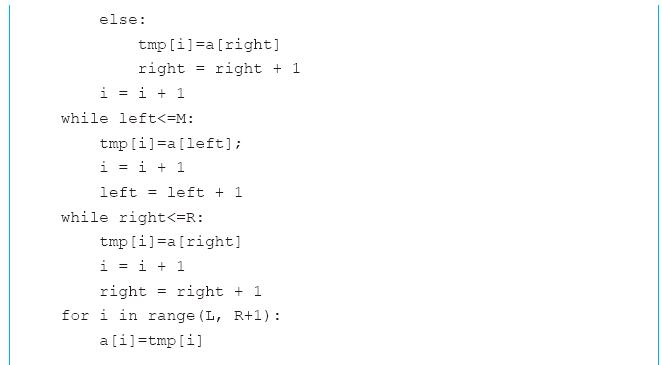 else:
tmp[i]=a[right]
right = right + 1
i = i + 1
while left<=M:
tmp[i]=a[left];
i = i + 1
left = left + 1
while right<=R:
tmp[i]=a[right]
i = i + 1
right = right + 1
for i in range(L, R+1):
a[i]=tmp[i]